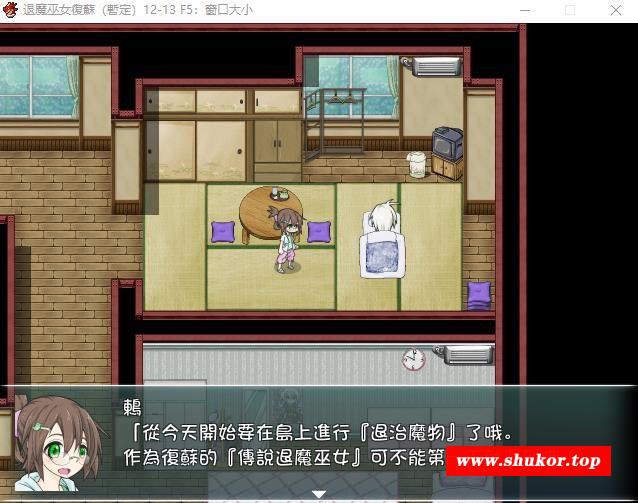 退魔巫女復蘇（暫定）12-13 F5：窗口大小
鶫
「從今天開始要在島上進行『退治魔物』了哦。
作為復蘇的『傳說退魔巫女』可不能第
www.shukor.top